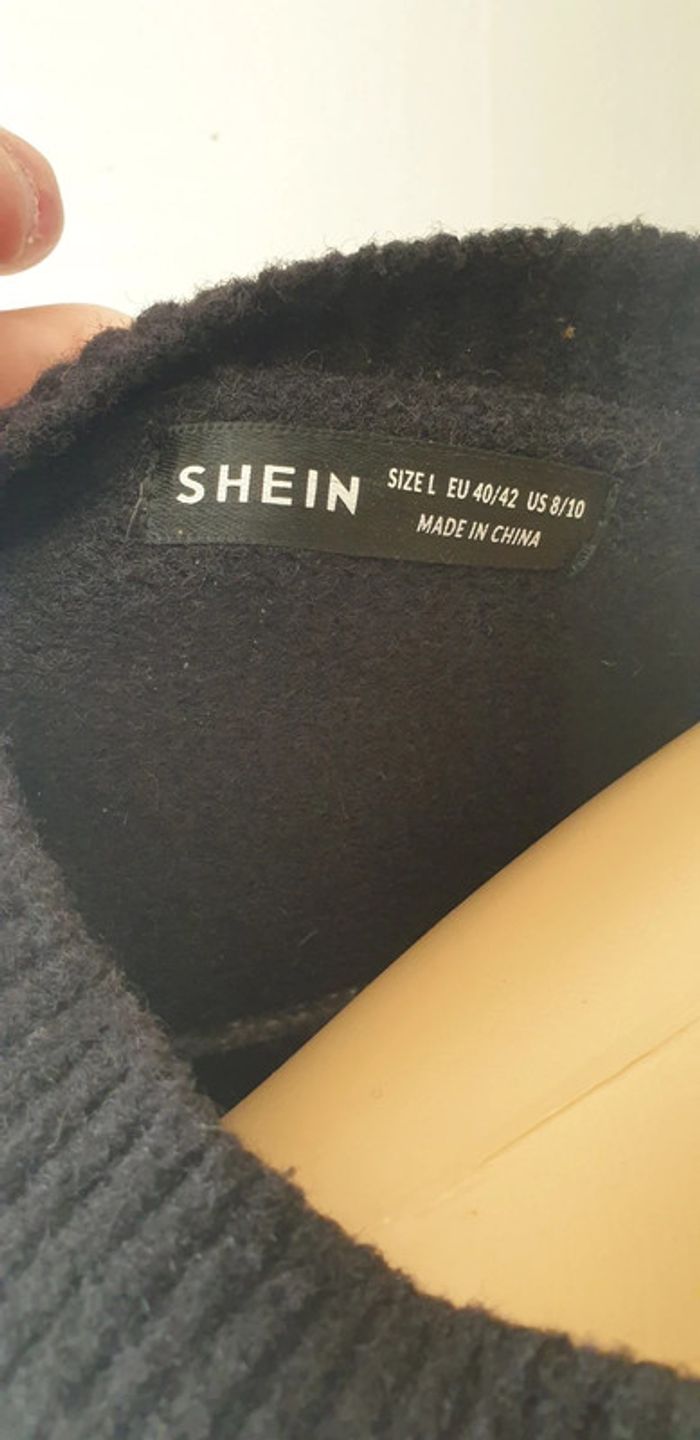 SHEIN
SIZE L EU 40/42 US 8/10
MADE IN CHINA